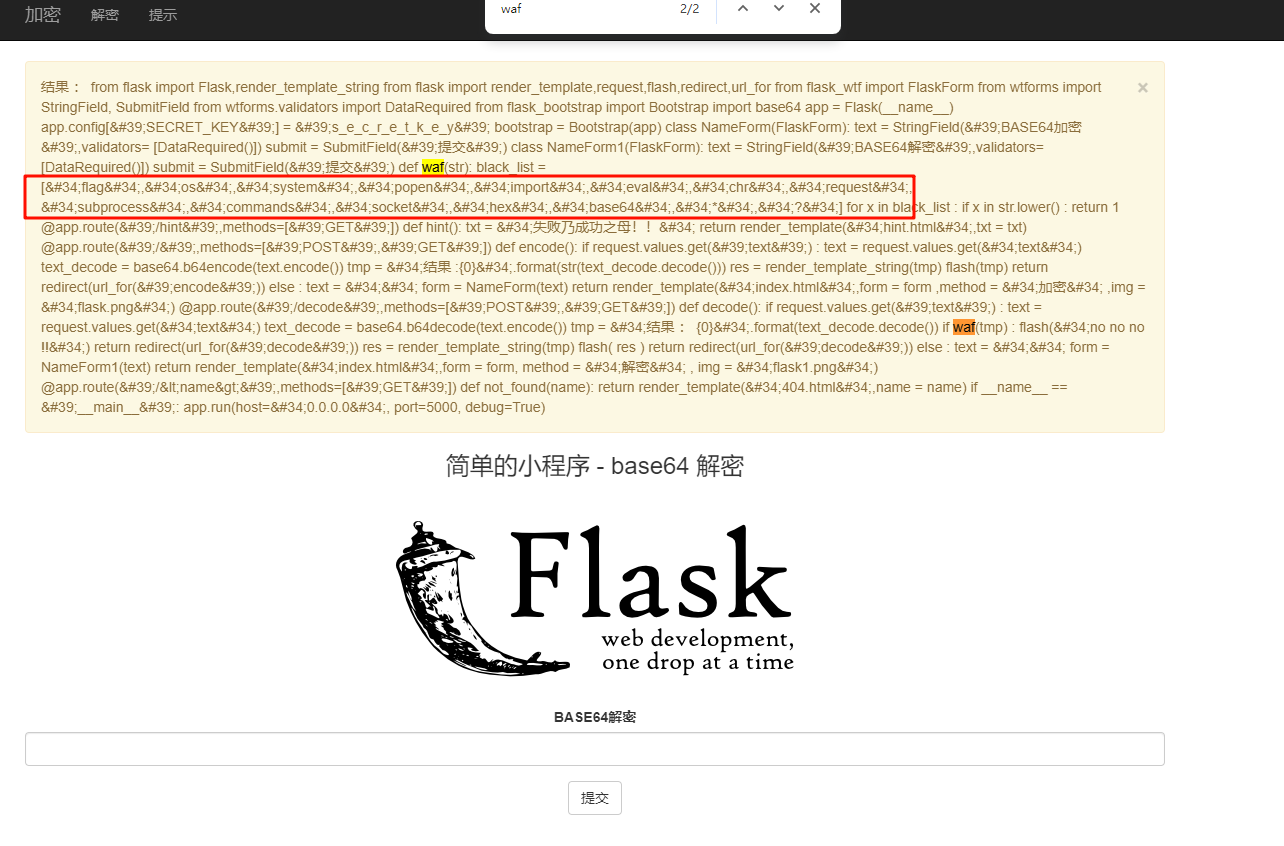 加密 解密 提示
waf 2/2
结果： from flask import Flask,render_template_string from flask import render_template,request,flash,redirect,url_for from flask_wtf import FlaskForm from wtforms import
StringField, SubmitField from wtforms.validators import DataRequired from flask_bootstrap import Bootstrap import base64 app = Flask(__name__)
app.config[&#39;SECRET_KEY&#39;] = &#39;s_e_c_r_e_t_k_e_y&#39; bootstrap = Bootstrap(app) class NameForm(FlaskForm): text = StringField(&#39;BASE64加密
&#39;,validators= [DataRequired()]) submit = SubmitField(&#39;提交&#39;) class NameForm1(FlaskForm): text = StringField(&#39;BASE64解密&#39;,validators=
[DataRequired()]) submit = SubmitField(&#39;提交&#39;) def waf(str): black_list =
[&#34;flag&#34;,&#34;os&#34;,&#34;system&#34;,&#34;popen&#34;,&#34;import&#34;,&#34;eval&#34;,&#34;chr&#34;,&#34;request&#34;,
&#34;subprocess&#34;,&#34;commands&#34;,&#34;socket&#34;,&#34;hex&#34;,&#34;base64&#34;,&#34;*&#34;,&#34;?&#34;] for x in black_list : if x in str.lower() : return 1
@app.route(&#39;/hint&#39;,methods=[&#39;GET&#39;]) def hint(): txt = &#34;失败乃成功之母！！&#34; return render_template(&#34;hint.html&#34;,txt = txt)
@app.route(&#39;/&#39;,methods=[&#39;POST&#39;,&#39;GET&#39;]) def encode(): if request.values.get(&#39;text&#39;) : text = request.values.get(&#34;text&#34;)
text_decode = base64.b64encode(text.encode()) tmp = &#34;结果 :{0}&#34;.format(str(text_decode.decode())) res = render_template_string(tmp) flash(tmp) return
redirect(url_for(&#39;encode&#39;)) else : text = &#34;&#34; form = NameForm(text) return render_template(&#34;index.html&#34;,form = form ,method = &#34;加密&#34; ,img =
&#34;flask.png&#34;) @app.route(&#39;/decode&#39;,methods=[&#39;POST&#39;,&#39;GET&#39;]) def decode(): if request.values.get(&#39;text&#39;) : text =
request.values.get(&#34;text&#34;) text_decode = base64.b64decode(text.encode()) tmp = &#34;结果： {0}&#34;.format(text_decode.decode()) if waf(tmp) : flash(&#34;no no no
!!&#34;) return redirect(url_for(&#39;decode&#39;)) res = render_template_string(tmp) flash( res ) return redirect(url_for(&#39;decode&#39;)) else : text = &#34;&#34; form =
NameForm1(text) return render_template(&#34;index.html&#34;,form = form, method = &#34;解密&#34; , img = &#34;flask1.png&#34;)
@app.route(&#39;/&lt;name&gt;&#39;,methods=[&#39;GET&#39;]) def not_found(name): return render_template(&#34;404.html&#34;,name = name) if __name__ ==
&#39;__main__&#39;: app.run(host=&#34;0.0.0.0&#34;, port=5000, debug=True)
简单的小程序 - base64 解密
Flask
web development,
one drop at a time
BASE64解密
提交